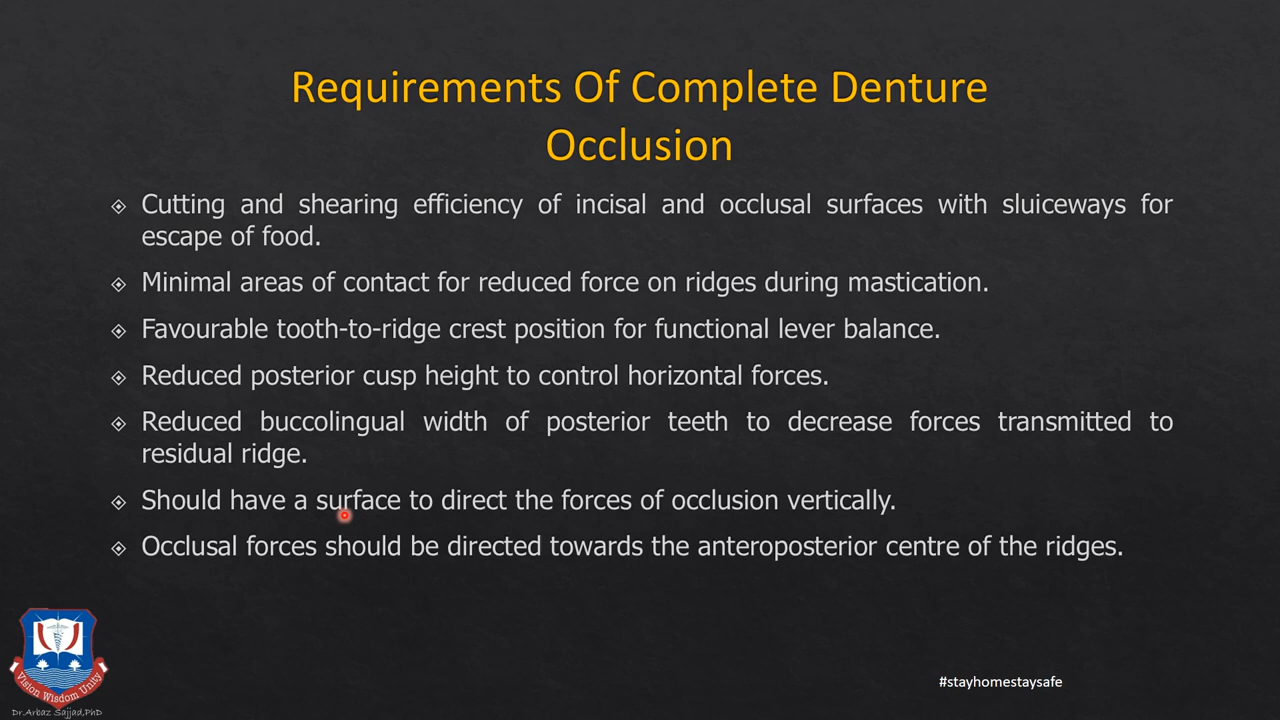 Requirements Of Complete Denture
Occlusion
Cutting and shearing efficiency of incisal and occlusal surfaces with sluiceways for
escape of food.
Minimal areas of contact for reduced force on ridges during mastication.
Favourable tooth-to-ridge crest position for functional lever balance.
Reduced posterior cusp height to control horizontal forces.
Reduced buccolingual width of posterior teeth to decrease forces transmitted to
residual ridge.
Should have a surface to direct the forces of occlusion vertically.
Occlusal forces should be directed towards the anteroposterior centre of the ridges.
Vision Wisdom Unity
Dr.Arbaz Sajjad,PhD
#stayhomestaysafe